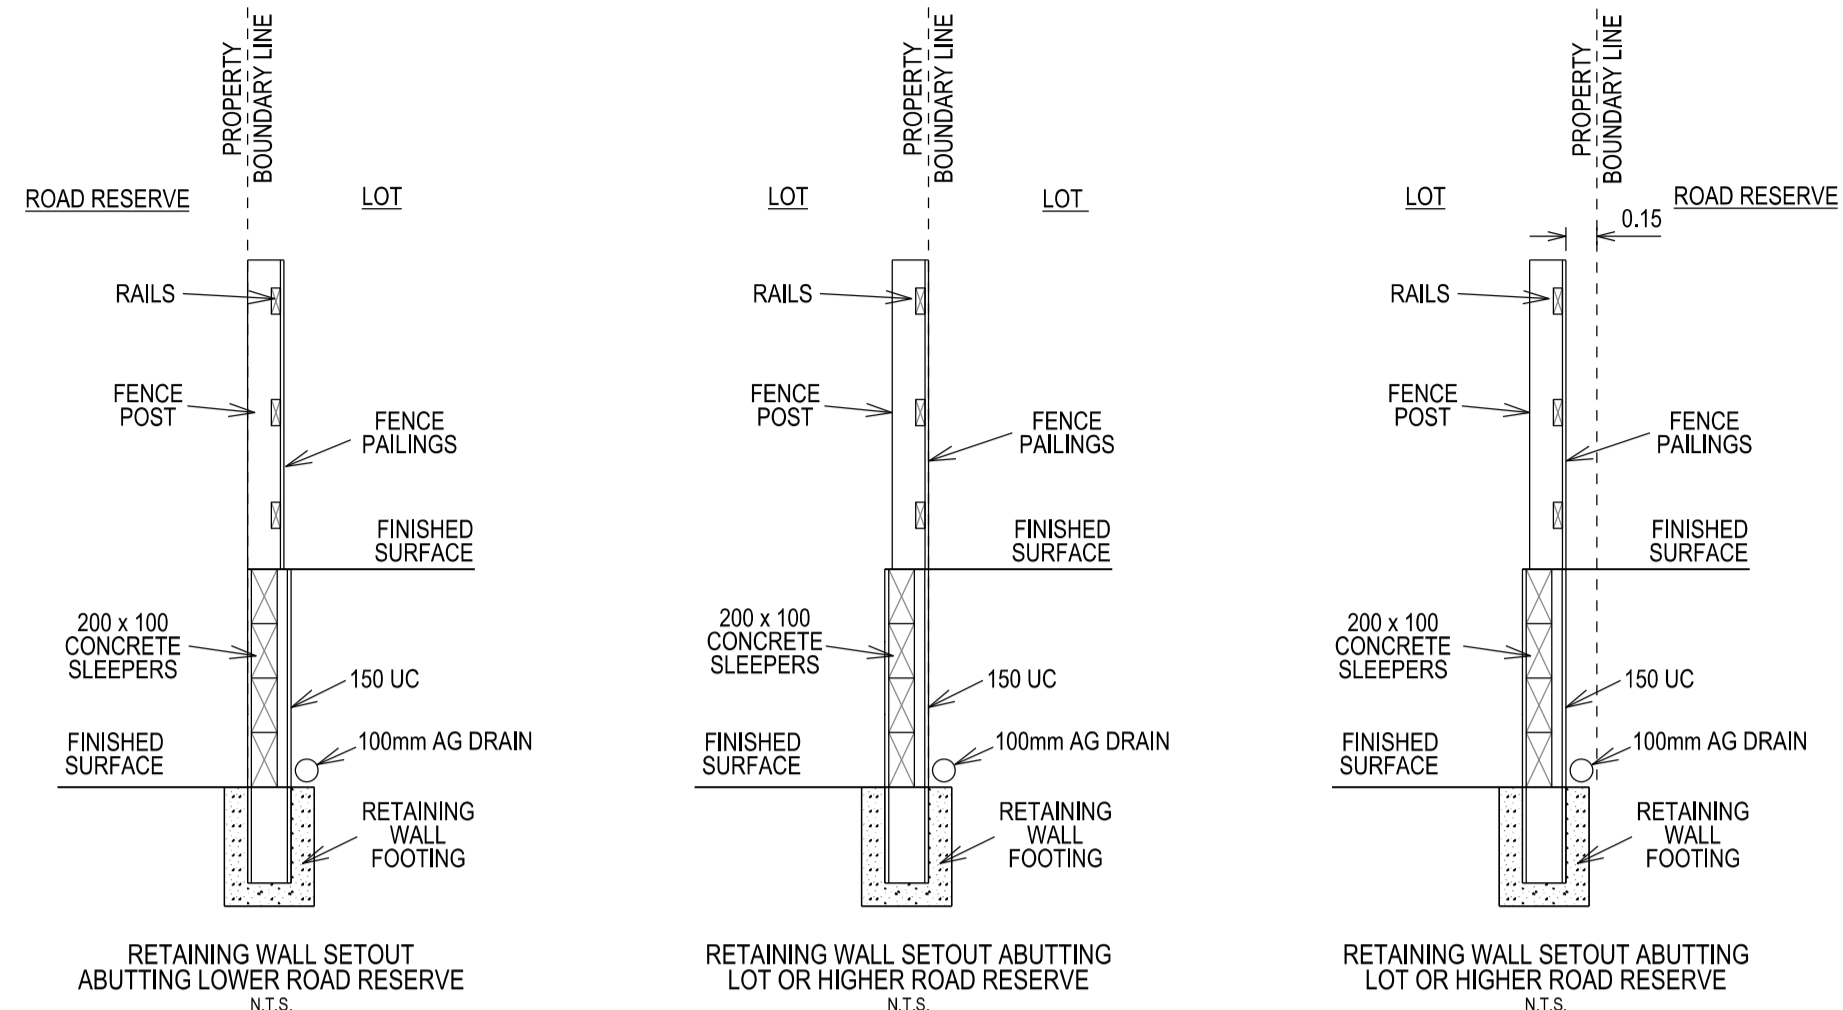 PROPERTY
BOUNDARY LINE
ROAD RESERVE
LOT
RAILS
FENCE
POST
FENCE
PAILINGS
FINISHED
SURFACE
200 x 100
CONCRETE
SLEEPERS
150 UC
100mm AG DRAIN
FINISHED
SURFACE
RETAINING
WALL
FOOTING
RETAINING WALL SETOUT
ABUTTING LOWER ROAD RESERVE
N.T.S.
PROPERTY
BOUNDARY LINE
LOT
LOT
RAILS
FENCE
POST
FENCE
PAILINGS
FINISHED
SURFACE
200 x 100
CONCRETE
SLEEPERS
150 UC
100mm AG DRAIN
FINISHED
SURFACE
RETAINING
WALL
FOOTING
RETAINING WALL SETOUT ABUTTING
LOT OR HIGHER ROAD RESERVE
N.T.S.
PROPERTY
BOUNDARY LINE
LOT
ROAD RESERVE
0.15
RAILS
FENCE
POST
FENCE
PAILINGS
FINISHED
SURFACE
200 x 100
CONCRETE
SLEEPERS
150 UC
100mm AG DRAIN
FINISHED
SURFACE
RETAINING
WALL
FOOTING
RETAINING WALL SETOUT ABUTTING
LOT OR HIGHER ROAD RESERVE
N.T.S.